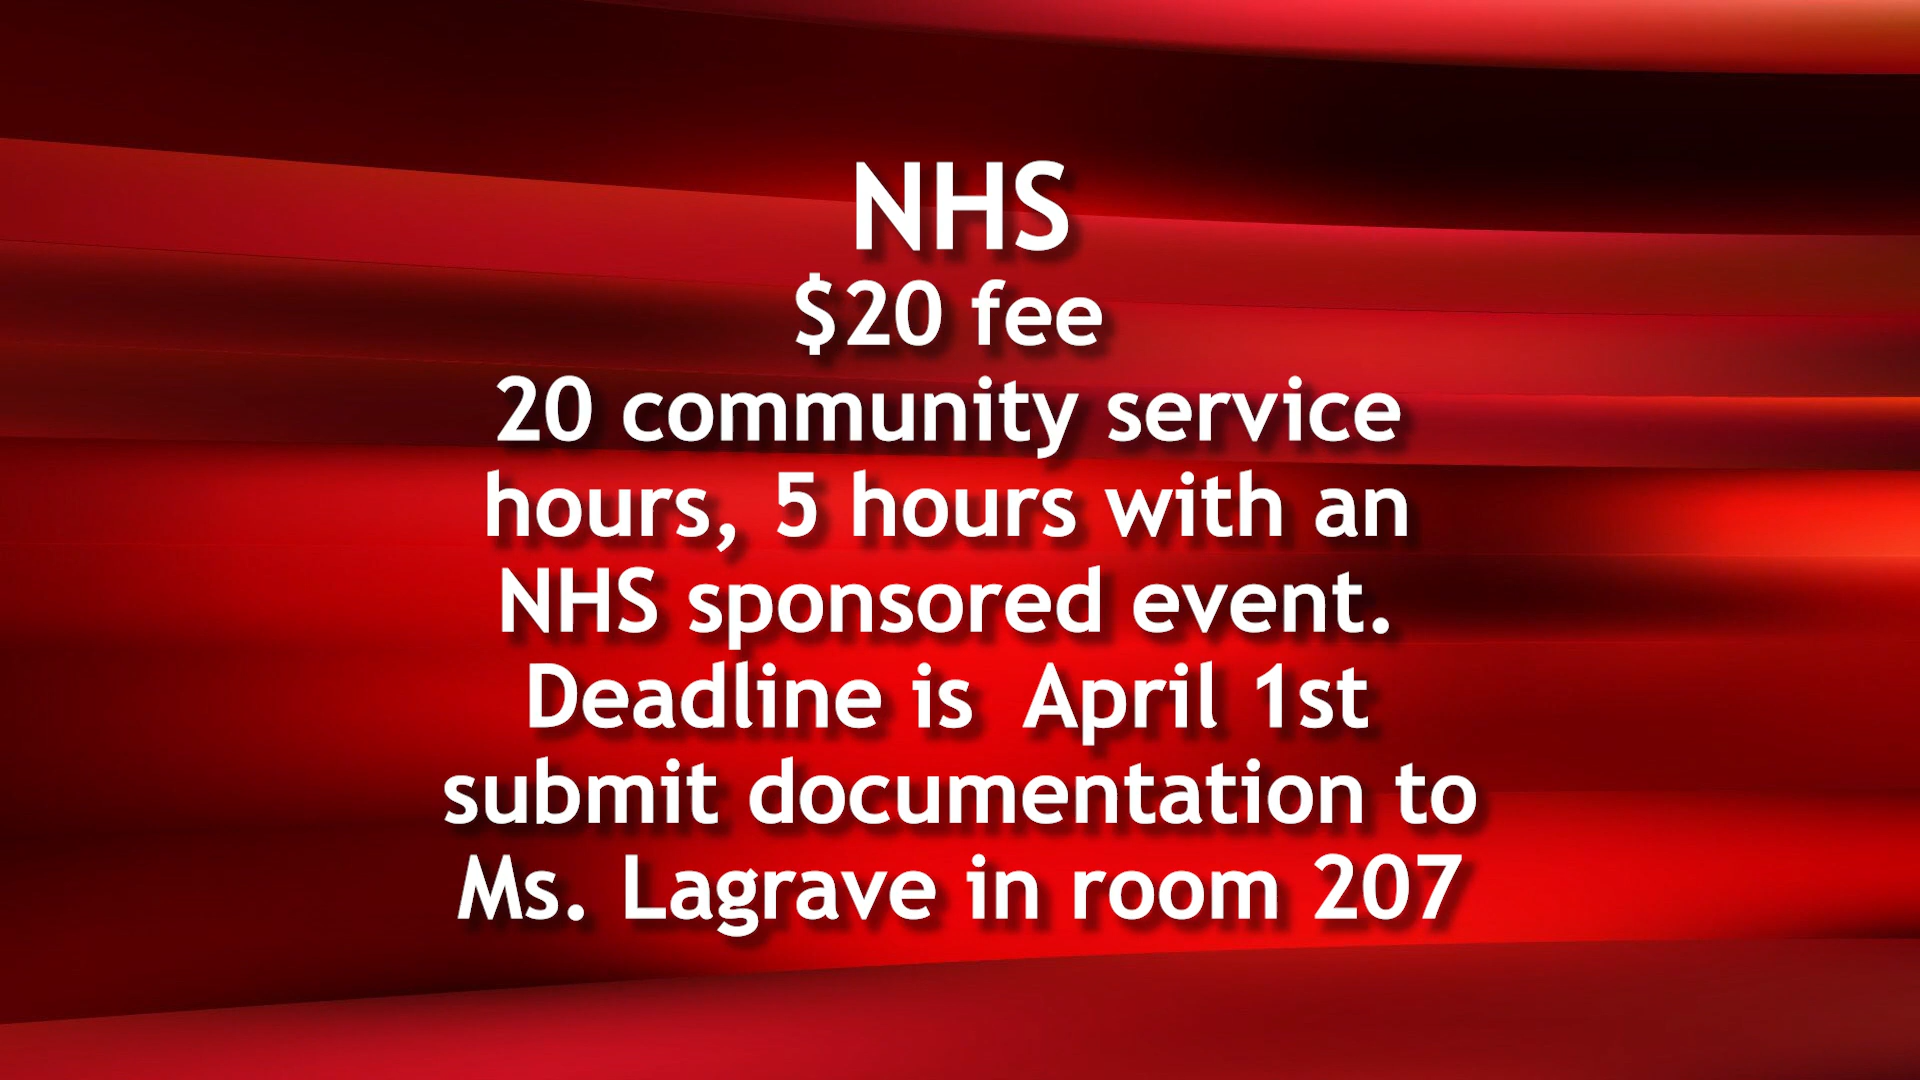 NHS
$20 fee
20 community service
hours, 5 hours with an
NHS sponsored event.
Deadline is  April 1st
submit documentation to
Ms. Lagrave in room 207